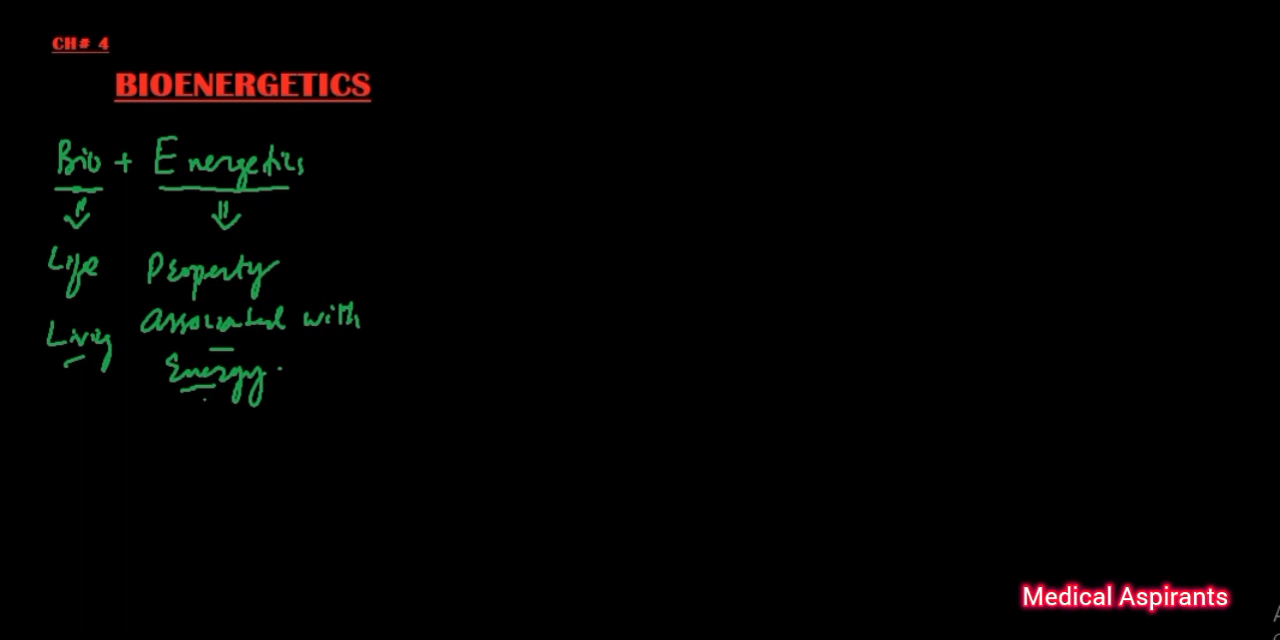 CH# 4
BIOENERGETICS
Bio + Energetics
Life Property
Living associated with
Energy.
Medical Aspirants